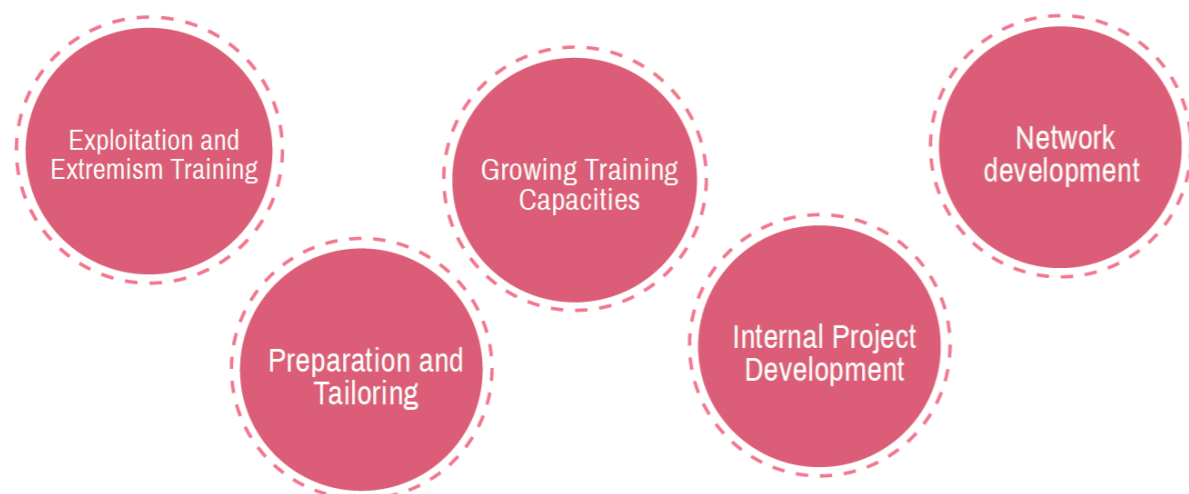 Exploitation and
Extremism Training
Preparation and
Tailoring
Growing Training
Capacities
Internal Project
Development
Network
development